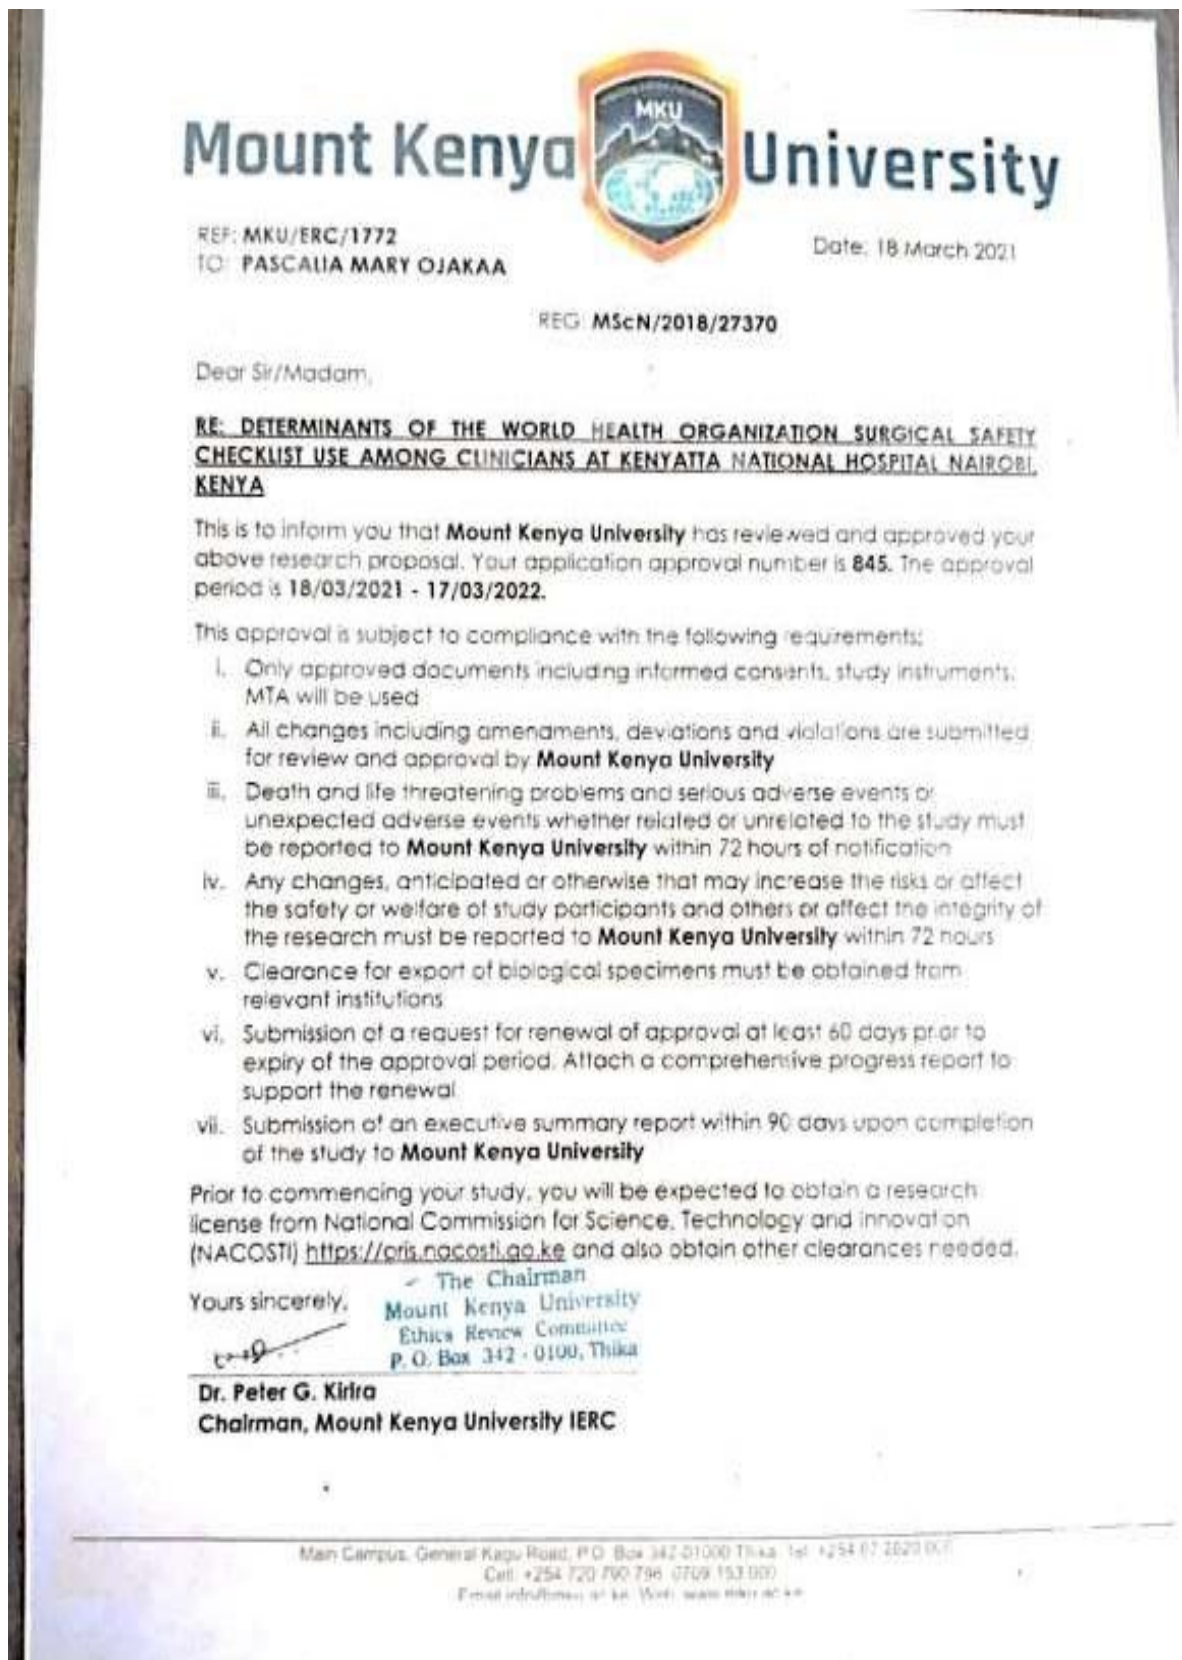 Mount Kenya University
MKU
REF: MKU/ERC/1772
Date: 18 March 2021
TO: PASCALIA MARY OJAKAA
REG: MScN/2018/27370
Dear Sir/Madam,
RE: DETERMINANTS OF THE WORLD HEALTH ORGANIZATION SURGICAL SAFETY
CHECKLIST USE AMONG CLINICIANS AT KENYATTA NATIONAL HOSPITAL NAIROBI,
KENYA
This is to inform you that Mount Kenya University has reviewed and approved your
above research proposal. Your application approval number is 845. The approval
period is 18/03/2021 - 17/03/2022.
This approval is subject to compliance with the following requirements;
i. Only approved documents including informed consents, study instruments,
MTA will be used
ii. All changes including amendments, deviations and violations are submitted
for review and approval by Mount Kenya University
iii. Death and life threatening problems and serious adverse events or
unexpected adverse events whether related or unrelated to the study must
be reported to Mount Kenya University within 72 hours of notification
iv. Any changes, anticipated or otherwise that may increase the risks or affect
the safety or welfare of study participants and others or affect the integrity of
the research must be reported to Mount Kenya University within 72 hours
v. Clearance for export of biological specimens must be obtained from
relevant institutions
vi. Submission of a request for renewal of approval at least 60 days prior to
expiry of the approval period. Attach a comprehensive progress report to
support the renewal
vii. Submission of an executive summary report within 90 days upon completion
of the study to Mount Kenya University
Prior to commencing your study, you will be expected to obtain a research
license from National Commission for Science, Technology and innovation
(NACOSTI) https://oris.nacosti.go.ke and also obtain other clearances needed.
Yours sincerely,
The Chairman
Mount Kenya University
Ethics Review Committee
P. O. Box 342 - 0100, Thika
Dr. Peter G. Kirira
Chairman, Mount Kenya University IERC
Main Campus, General Kagu Road, P.O. Box 342-01000 Thika. Tel: +254 67 2820
Cell: +254 720 790 796, 0709 153 000